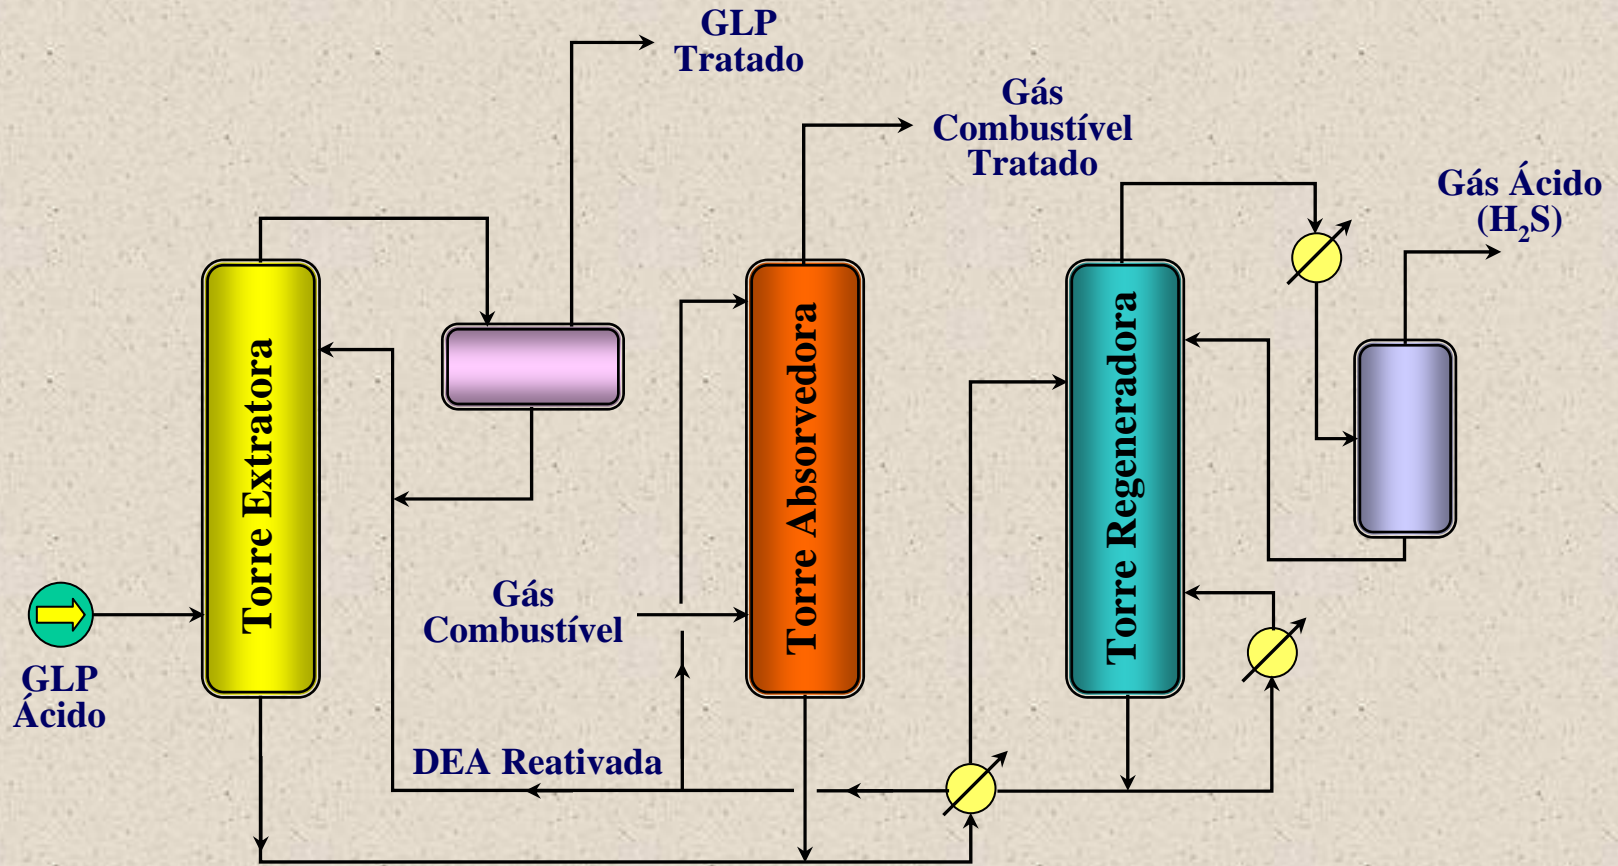 GLP
Tratado
Gás
Combustível
Tratado
Gás Ácido
(H₂S)
Torre Extratora
Torre Absorvedora
Torre Regeneradora
Gás
Combustível
GLP
Ácido
DEA Reativada